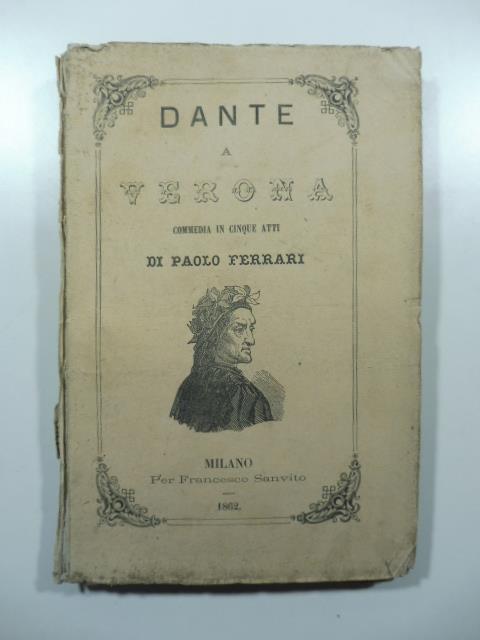 DANTE
A
VERONA
COMMEDIA IN CINQUE ATTI
DI PAOLO FERRARI
MILANO
Per Francesco Sanvito
1862.